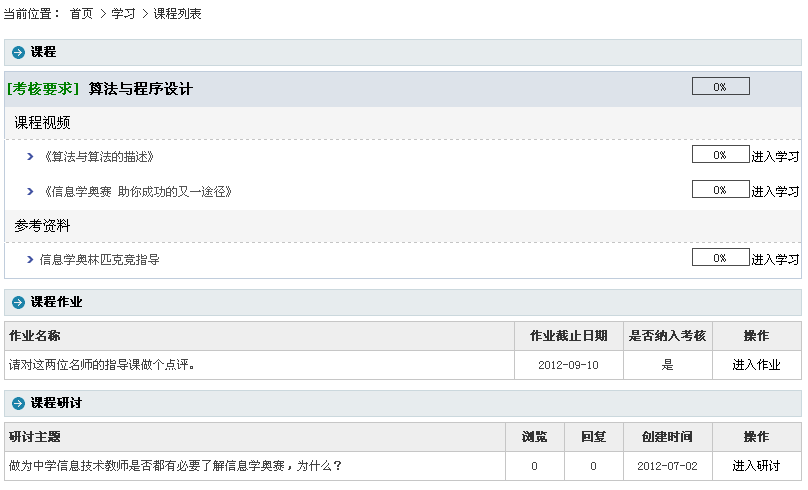 当前位置： 首页 > 学习 > 课程列表
课程
[考核要求] 算法与程序设计 0%
课程视频
《算法与算法的描述》 0% 进入学习
《信息学奥赛 助你成功的又一途径》 0% 进入学习
参考资料
信息学奥林匹克竞指导 0% 进入学习
课程作业
作业名称 作业截止日期 是否纳入考核 操作
请对这两位名师的指导课做个点评。 2012-09-10 是 进入作业
课程研讨
研讨主题 浏览 回复 创建时间 操作
做为中学信息技术教师是否都有必要了解信息学奥赛，为什么？ 0 0 2012-07-02 进入研讨